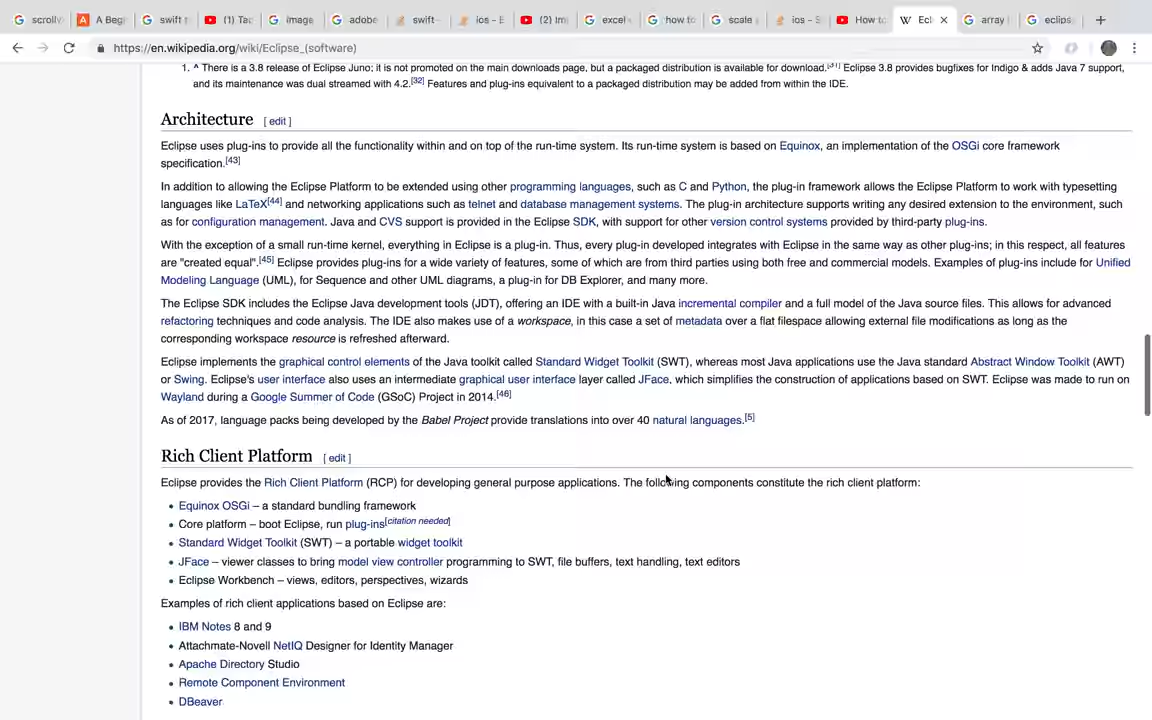 scrollv
A Begi
swift s
(1) Tac
image
adobe
swift-
ios - E
(2) Im
excel v
how to
scale
ios - S
How to
Ecl
array
eclips
https://en.wikipedia.org/wiki/Eclipse_(software)
1. ^ There is a 3.8 release of Eclipse Juno; it is not promoted on the main downloads page, but a packaged distribution is available for download.[31] Eclipse 3.8 provides bugfixes for Indigo & adds Java 7 support,
and its maintenance was dual streamed with 4.2.[32] Features and plug-ins equivalent to a packaged distribution may be added from within the IDE.
Architecture [ edit ]
Eclipse uses plug-ins to provide all the functionality within and on top of the run-time system. Its run-time system is based on Equinox, an implementation of the OSGi core framework
specification.[43]
In addition to allowing the Eclipse Platform to be extended using other programming languages, such as C and Python, the plug-in framework allows the Eclipse Platform to work with typesetting
languages like LaTeX[44] and networking applications such as telnet and database management systems. The plug-in architecture supports writing any desired extension to the environment, such
as for configuration management. Java and CVS support is provided in the Eclipse SDK, with support for other version control systems provided by third-party plug-ins.
With the exception of a small run-time kernel, everything in Eclipse is a plug-in. Thus, every plug-in developed integrates with Eclipse in the same way as other plug-ins; in this respect, all features
are "created equal".[45] Eclipse provides plug-ins for a wide variety of features, some of which are from third parties using both free and commercial models. Examples of plug-ins include for Unified
Modeling Language (UML), for Sequence and other UML diagrams, a plug-in for DB Explorer, and many more.
The Eclipse SDK includes the Eclipse Java development tools (JDT), offering an IDE with a built-in Java incremental compiler and a full model of the Java source files. This allows for advanced
refactoring techniques and code analysis. The IDE also makes use of a workspace, in this case a set of metadata over a flat filespace allowing external file modifications as long as the
corresponding workspace resource is refreshed afterward.
Eclipse implements the graphical control elements of the Java toolkit called Standard Widget Toolkit (SWT), whereas most Java applications use the Java standard Abstract Window Toolkit (AWT)
or Swing. Eclipse's user interface also uses an intermediate graphical user interface layer called JFace, which simplifies the construction of applications based on SWT. Eclipse was made to run on
Wayland during a Google Summer of Code (GSoC) Project in 2014.[46]
As of 2017, language packs being developed by the Babel Project provide translations into over 40 natural languages.[5]
Rich Client Platform [ edit ]
Eclipse provides the Rich Client Platform (RCP) for developing general purpose applications. The following components constitute the rich client platform:
• Equinox OSGi – a standard bundling framework
• Core platform – boot Eclipse, run plug-ins[citation needed]
• Standard Widget Toolkit (SWT) – a portable widget toolkit
• JFace – viewer classes to bring model view controller programming to SWT, file buffers, text handling, text editors
• Eclipse Workbench – views, editors, perspectives, wizards
Examples of rich client applications based on Eclipse are:
• IBM Notes 8 and 9
• Attachmate-Novell NetIQ Designer for Identity Manager
• Apache Directory Studio
• Remote Component Environment
• DBeaver